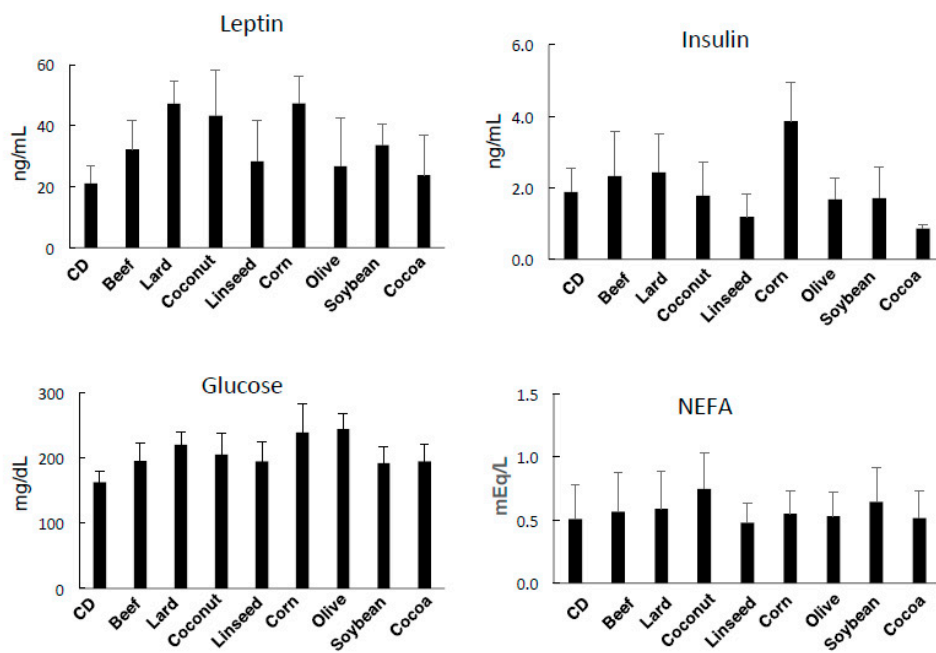 Leptin
60
40
20
0
ng/mL
CD
Beef
Lard
Coconut
Linseed
Corn
Olive
Soybean
Cocoa
Insulin
6.0
4.0
2.0
0.0
ng/mL
CD
Beef
Lard
Coconut
Linseed
Corn
Olive
Soybean
Cocoa
Glucose
300
200
100
0
mg/dL
CD
Beef
Lard
Coconut
Linseed
Corn
Olive
Soybean
Cocoa
NEFA
1.5
1.0
0.5
0.0
mEq/L
CD
Beef
Lard
Coconut
Linseed
Corn
Olive
Soybean
Cocoa